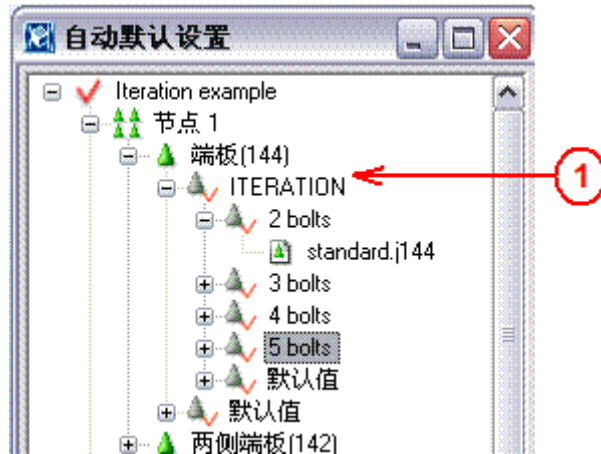 自动默认设置
Iteration example
节点 1
端板(144)
ITERATION
1
2 bolts
standard.j144
3 bolts
4 bolts
5 bolts
默认值
默认值
两侧端板(142)